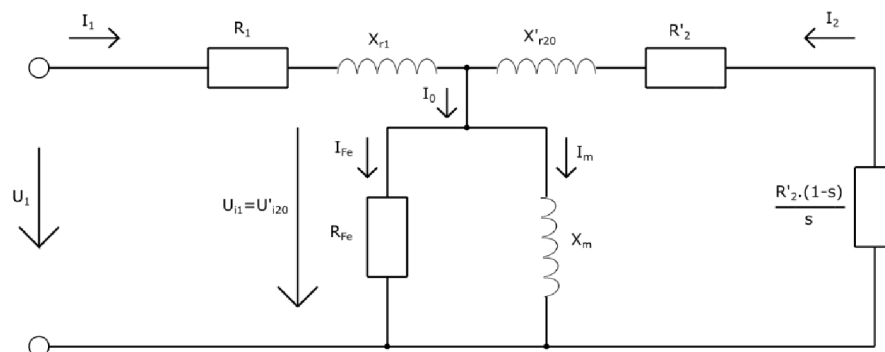 I1
R1
Xr1
X'r20
R'2
I2
I0
IFe
Im
U1
Ui1=U'i20
RFe
Xm
R'2.(1-s)
s